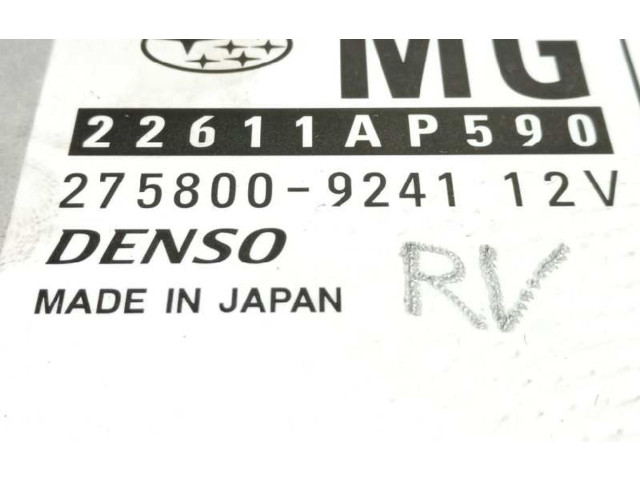 MG
22611AP590
275800-9241 12V
DENSO
RV
MADE IN JAPAN